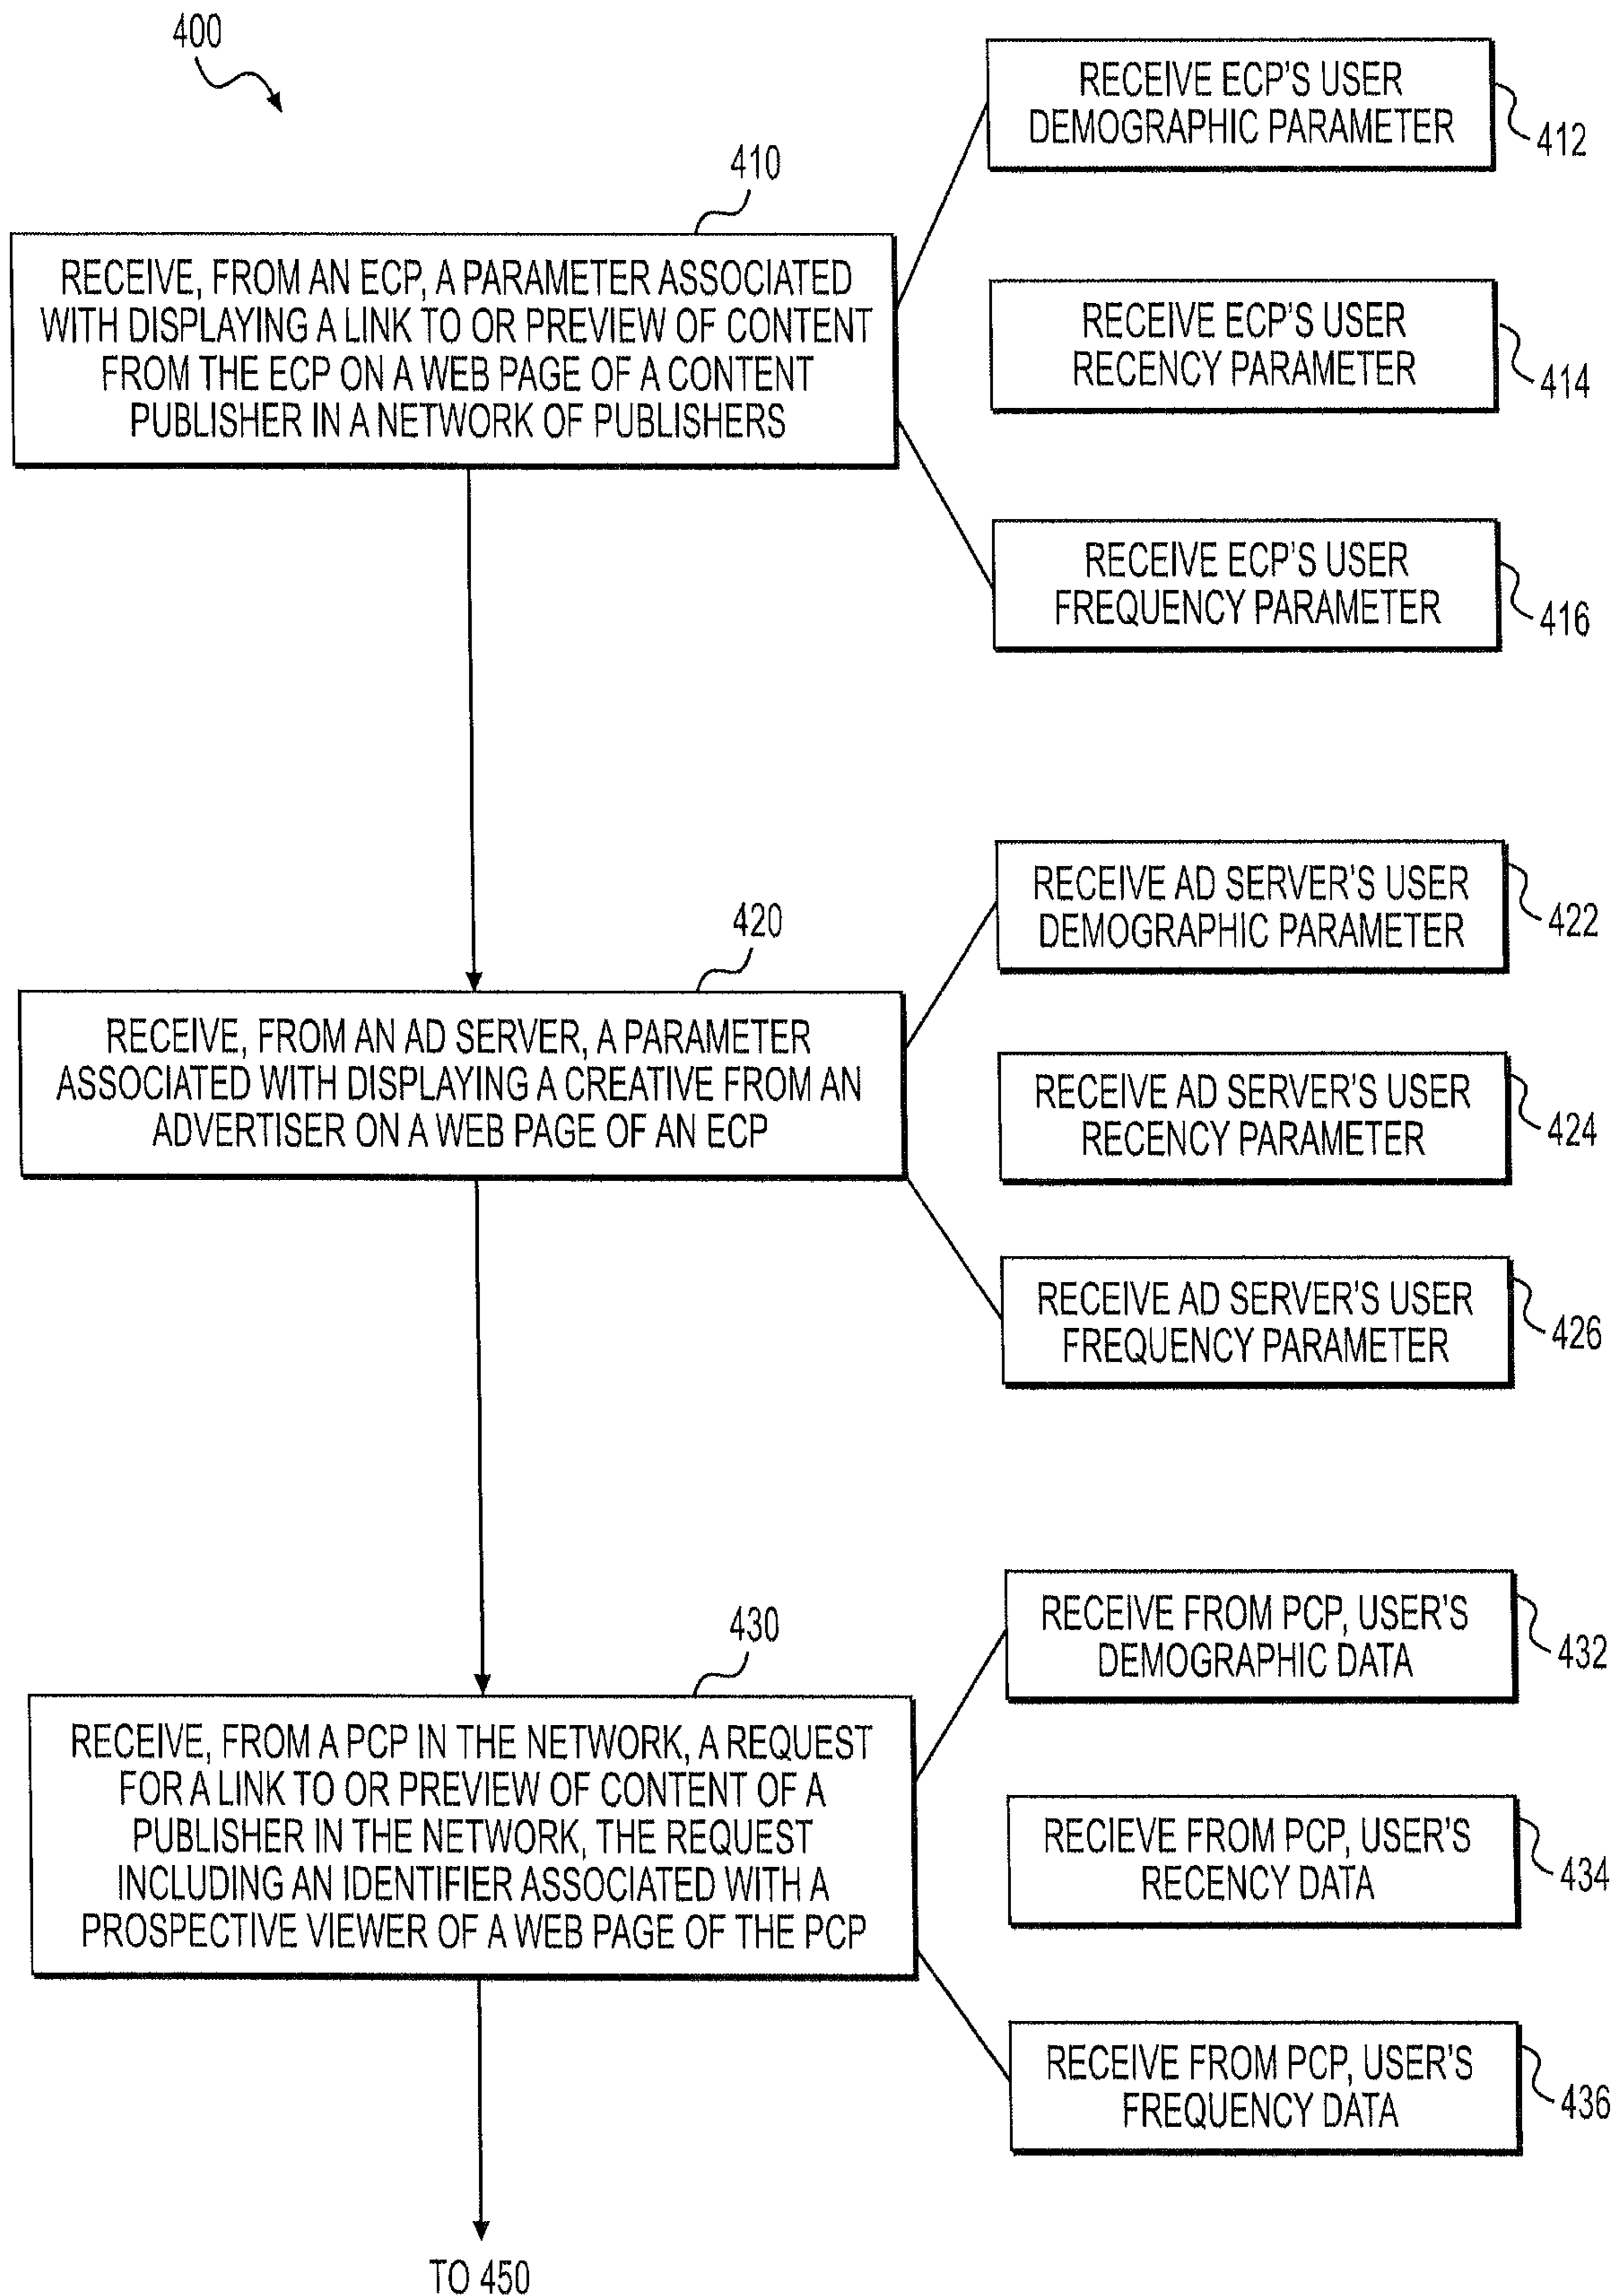 400
410
RECEIVE, FROM AN ECP, A PARAMETER ASSOCIATED
WITH DISPLAYING A LINK TO OR PREVIEW OF CONTENT
FROM THE ECP ON A WEB PAGE OF A CONTENT
PUBLISHER IN A NETWORK OF PUBLISHERS
RECEIVE ECP'S USER
DEMOGRAPHIC PARAMETER
412
RECEIVE ECP'S USER
RECENCY PARAMETER
414
RECEIVE ECP'S USER
FREQUENCY PARAMETER
416
420
RECEIVE, FROM AN AD SERVER, A PARAMETER
ASSOCIATED WITH DISPLAYING A CREATIVE FROM AN
ADVERTISER ON A WEB PAGE OF AN ECP
RECEIVE AD SERVER'S USER
DEMOGRAPHIC PARAMETER
422
RECEIVE AD SERVER'S USER
RECENCY PARAMETER
424
RECEIVE AD SERVER'S USER
FREQUENCY PARAMETER
426
430
RECEIVE, FROM A PCP IN THE NETWORK, A REQUEST
FOR A LINK TO OR PREVIEW OF CONTENT OF A
PUBLISHER IN THE NETWORK, THE REQUEST
INCLUDING AN IDENTIFIER ASSOCIATED WITH A
PROSPECTIVE VIEWER OF A WEB PAGE OF THE PCP
RECEIVE FROM PCP, USER'S
DEMOGRAPHIC DATA
432
RECIEVE FROM PCP, USER'S
RECENCY DATA
434
RECEIVE FROM PCP, USER'S
FREQUENCY DATA
436
TO 450